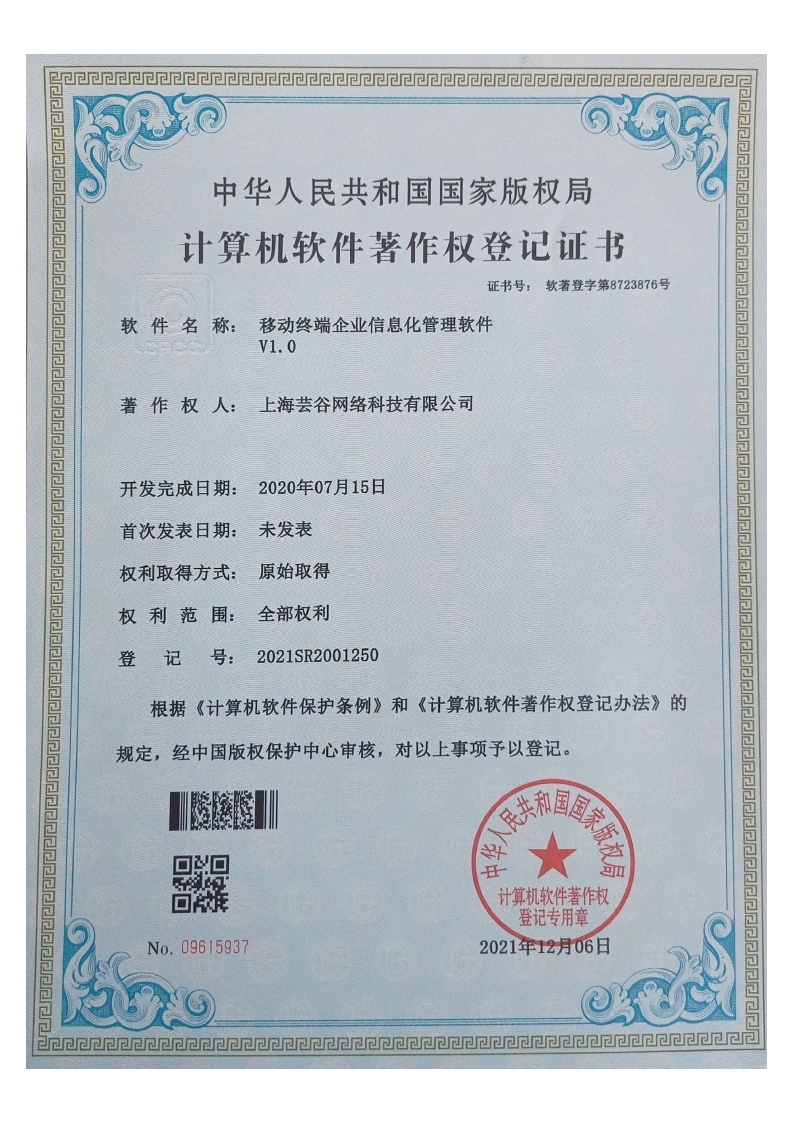 中华人民共和国国家版权局
计算机软件著作权登记证书
证书号： 软著登字第8723876号
软件名称： 移动终端企业信息化管理软件
V1.0
著作权人： 上海芸谷网络科技有限公司
开发完成日期： 2020年07月15日
首次发表日期： 未发表
权利取得方式： 原始取得
权利范围： 全部权利
登记号： 2021SR2001250
根据《计算机软件保护条例》和《计算机软件著作权登记办法》的
规定，经中国版权保护中心审核，对以上事项予以登记。
中华人民共和国国家版权局
计算机软件著作权
登记专用章
No. 09615937
2021年12月06日